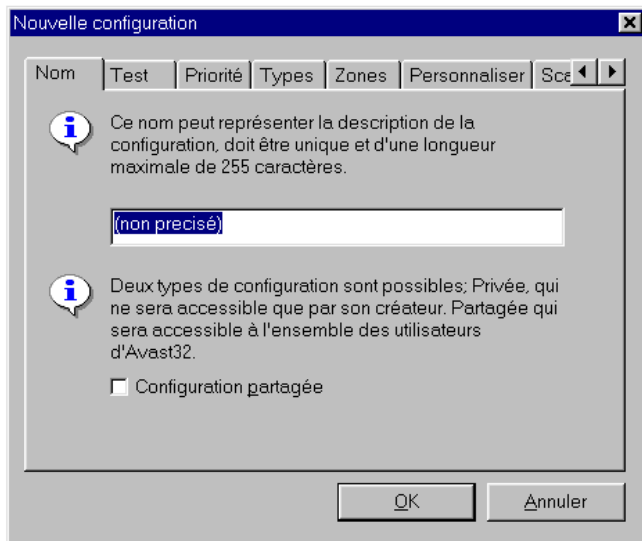 Nouvelle configuration
Nom Test Priorité Types Zones Personnaliser
Ce nom peut représenter la description de la
configuration, doit être unique et d'une longueur
maximale de 255 caractères.
(non precisé)
Deux types de configuration sont possibles; Privée, qui
ne sera accessible que par son créateur. Partagée qui
sera accessible à l'ensemble des utilisateurs
d'Avast32.
Configuration partagée
OK Annuler